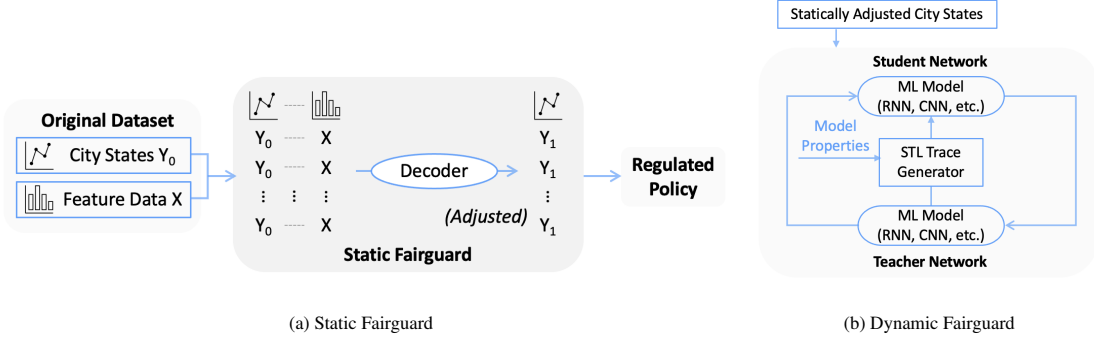 Original Dataset
City States Y0
Feature Data X
Y0 X Y1
Y0 X Decoder Y1
⋮ ⋮ ⋮ ⋮
(Adjusted)
Y0 X Y1
Static Fairguard
Regulated
Policy
(a) Static Fairguard
Statically Adjusted City States
Student Network
ML Model
(RNN, CNN, etc.)
Model
Properties
STL Trace
Generator
ML Model
(RNN, CNN, etc.)
Teacher Network
(b) Dynamic Fairguard